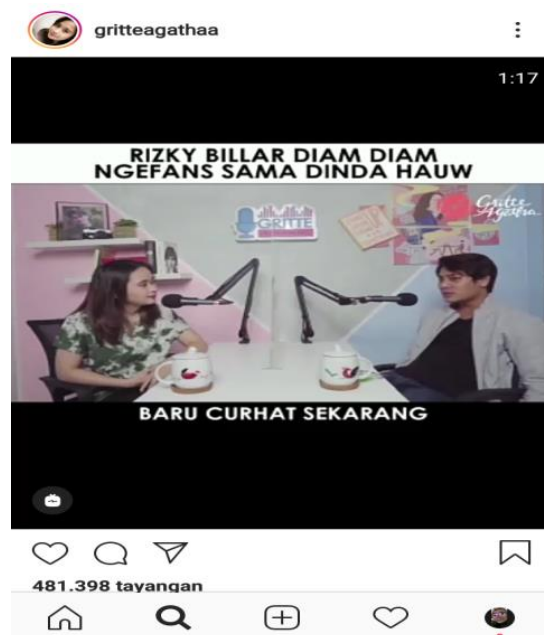 gritteagathaa
1:17
RIZKY BILLAR DIAM DIAM
NGEFANS SAMA DINDA HAUW
GRITTE
Gritte
Agatha
BARU CURHAT SEKARANG
481.398 tayangan